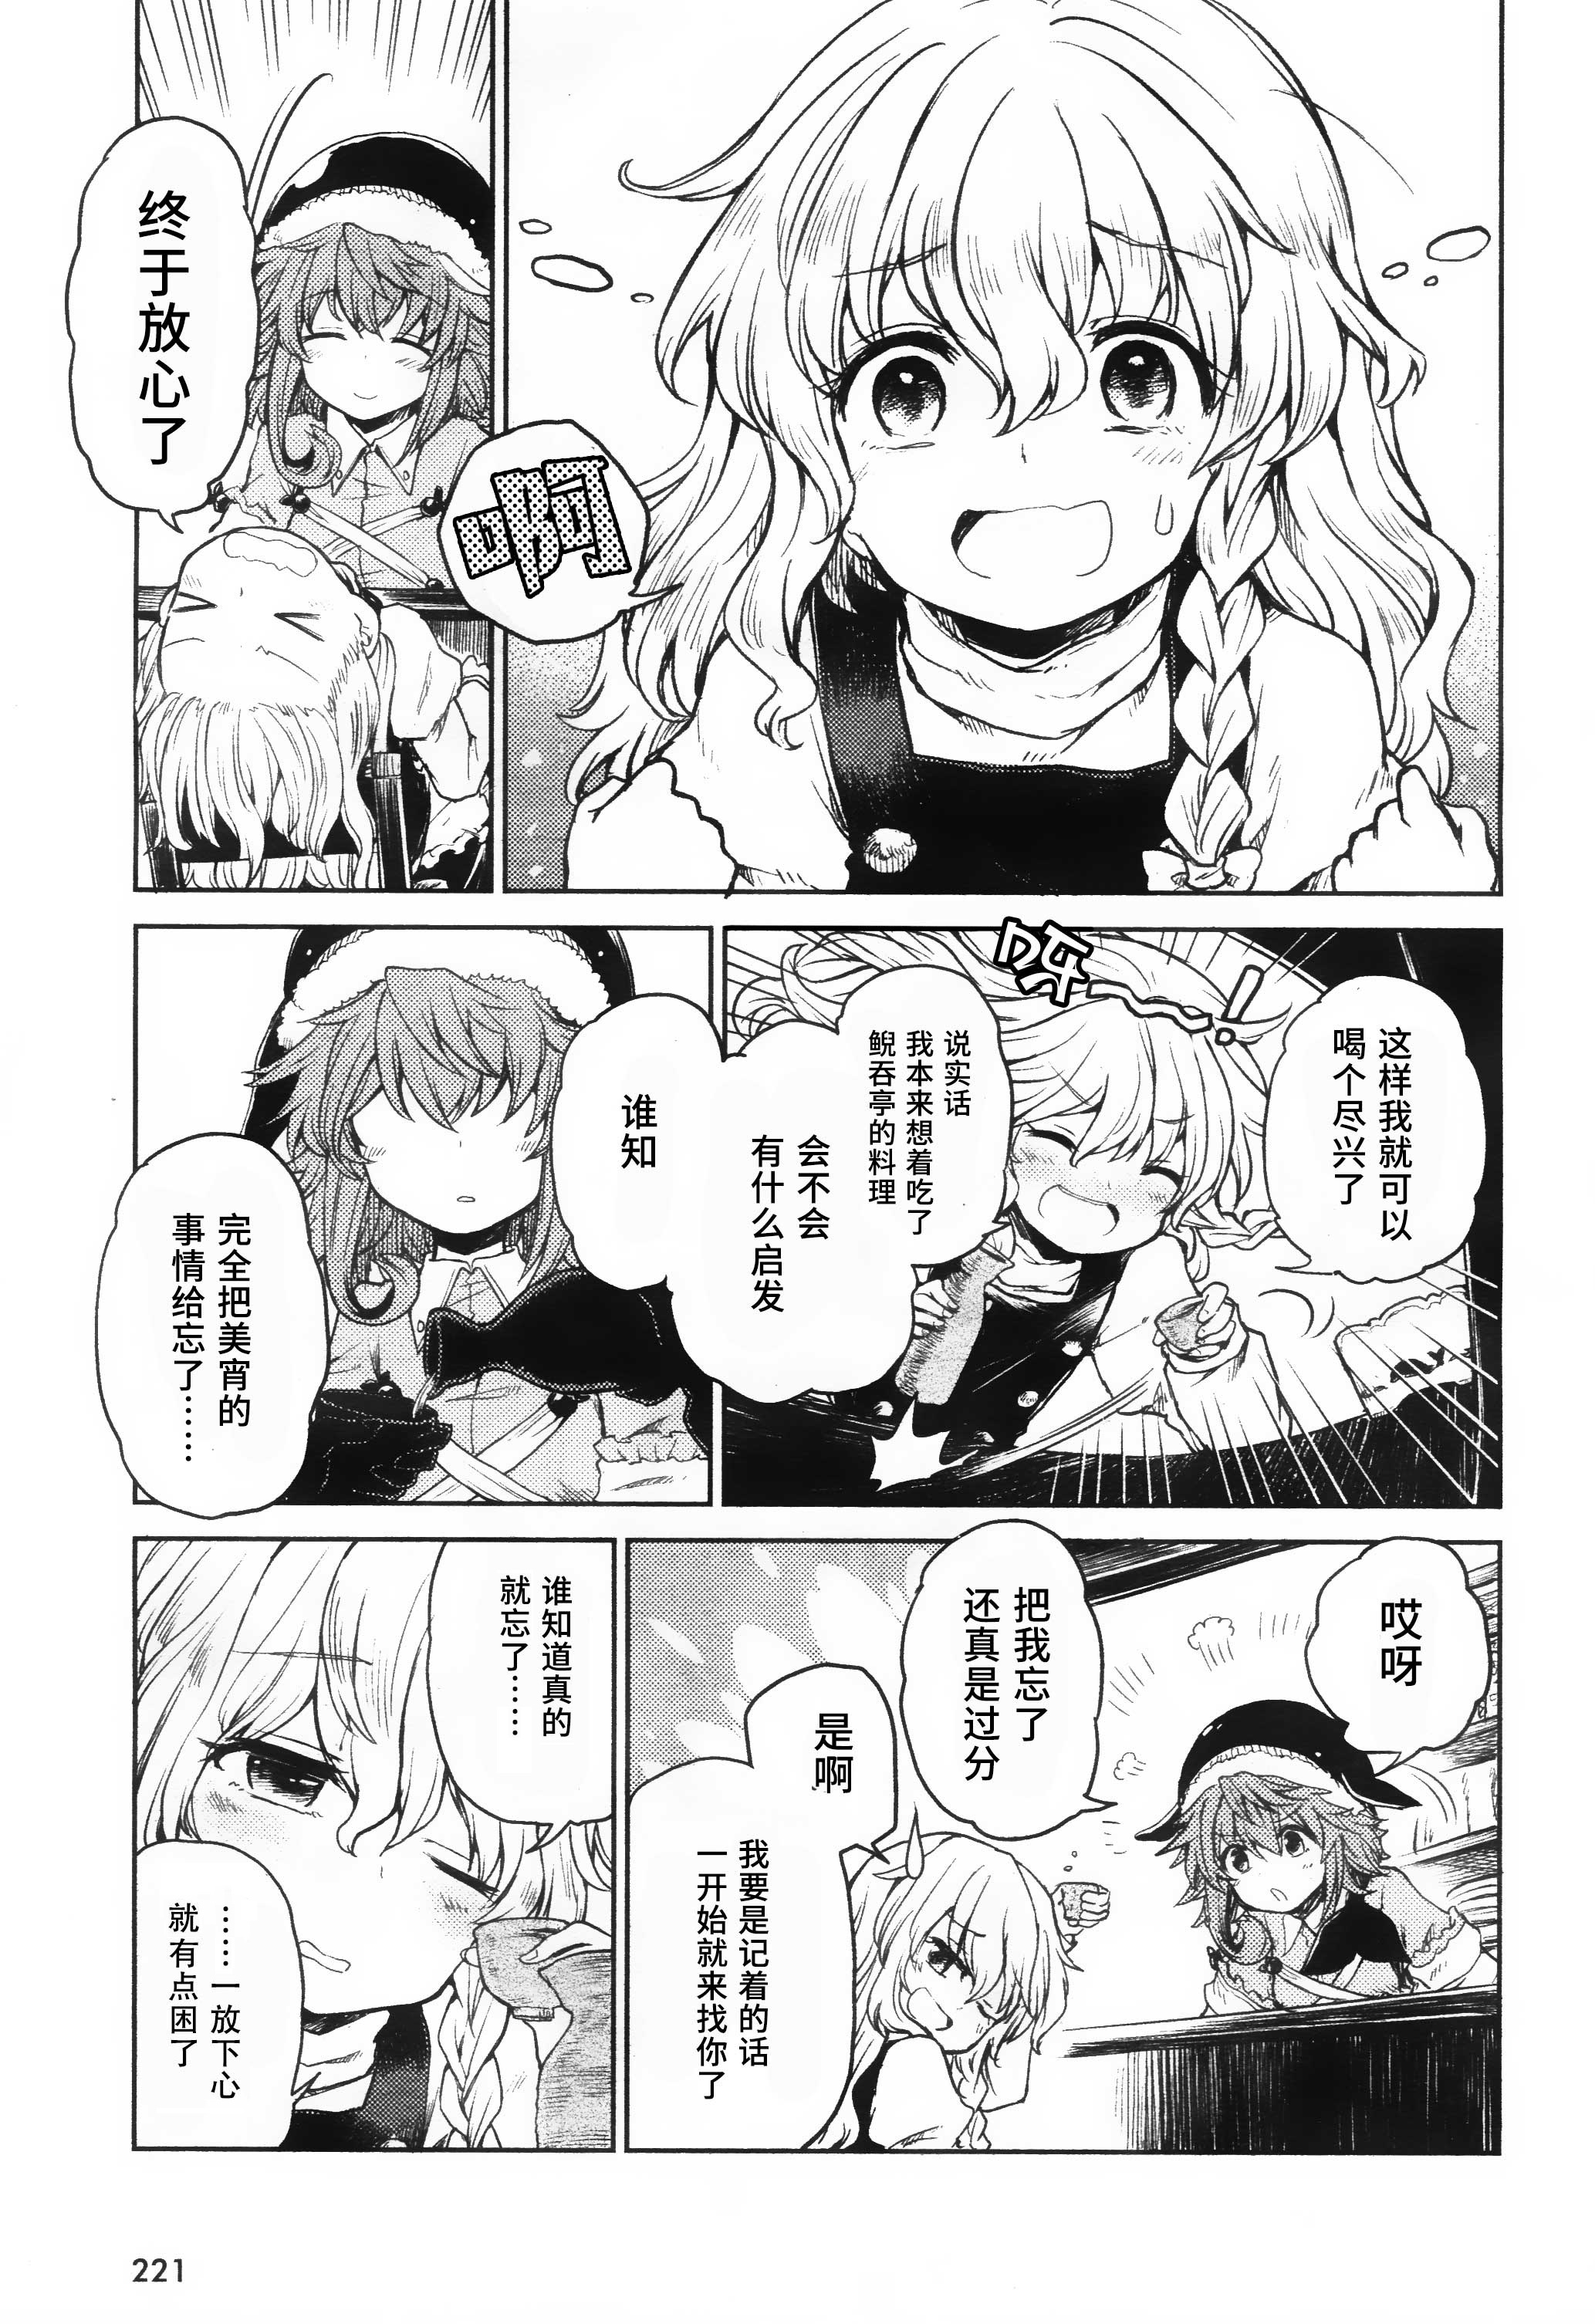 啊
终于放心了
呀——!
这样我就可以
喝个尽兴了
说实话
我本来想着吃了
鲵吞亭的料理
会不会
有什么启发
谁知
完全把美宵的
事情给忘了……
哎呀
把我忘了
还真是过分
是啊
我要是记着的话
一开始就来找你了
谁知道真的
就忘了……
……一放下心
就有点困了
221